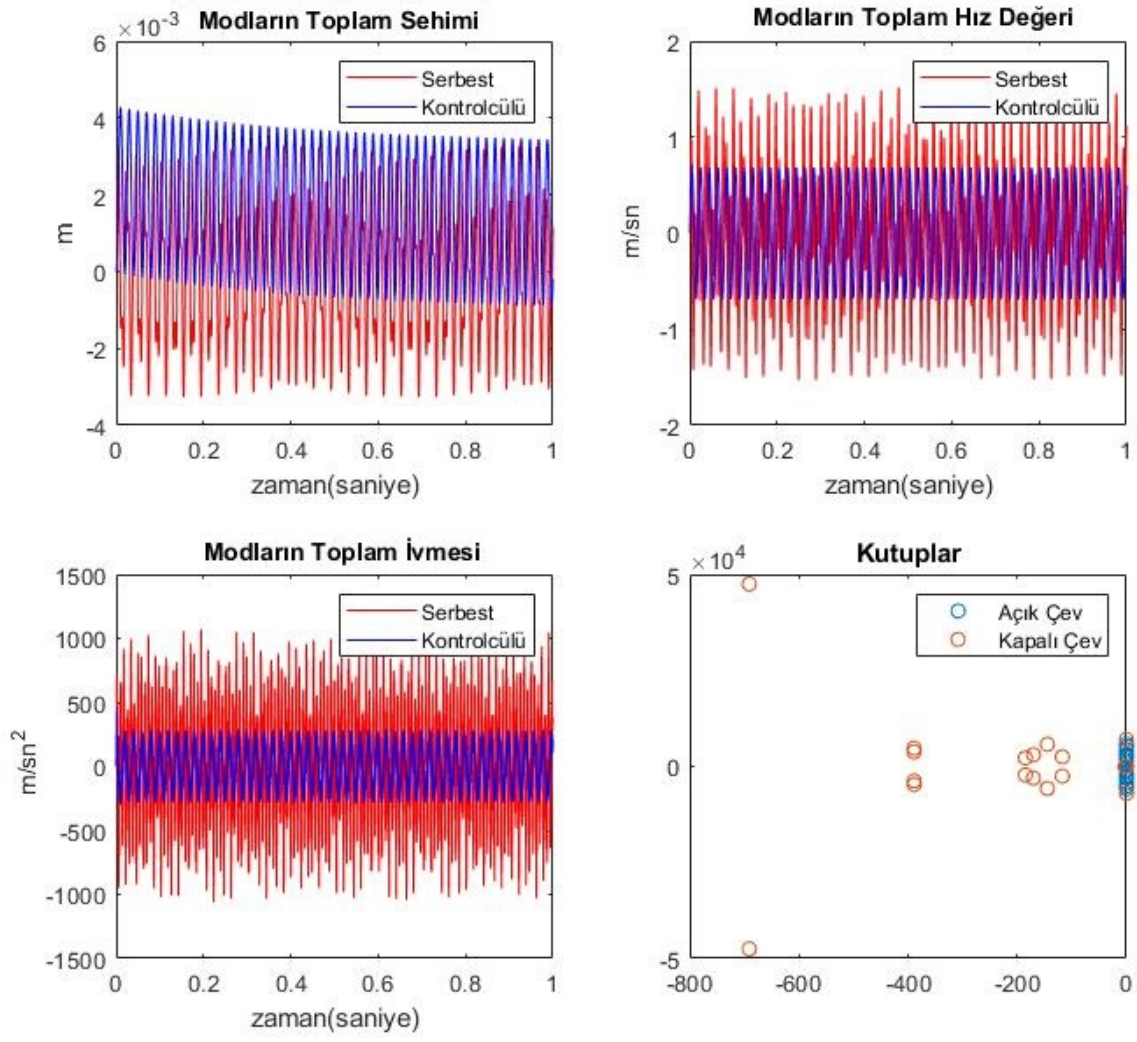 Modların Toplam Sehimi
×10⁻³
6
4
2
0
-2
-4
m
Serbest
Kontrolcülü
0 0.2 0.4 0.6 0.8 1
zaman(saniye)
Modların Toplam Hız Değeri
2
1
0
-1
-2
m/sn
Serbest
Kontrolcülü
0 0.2 0.4 0.6 0.8 1
zaman(saniye)
Modların Toplam İvmesi
1500
1000
500
0
-500
-1000
-1500
m/sn²
Serbest
Kontrolcülü
0 0.2 0.4 0.6 0.8 1
zaman(saniye)
Kutuplar
×10⁴
5
0
-5
Açık Çev
Kapalı Çev
-800 -600 -400 -200 0